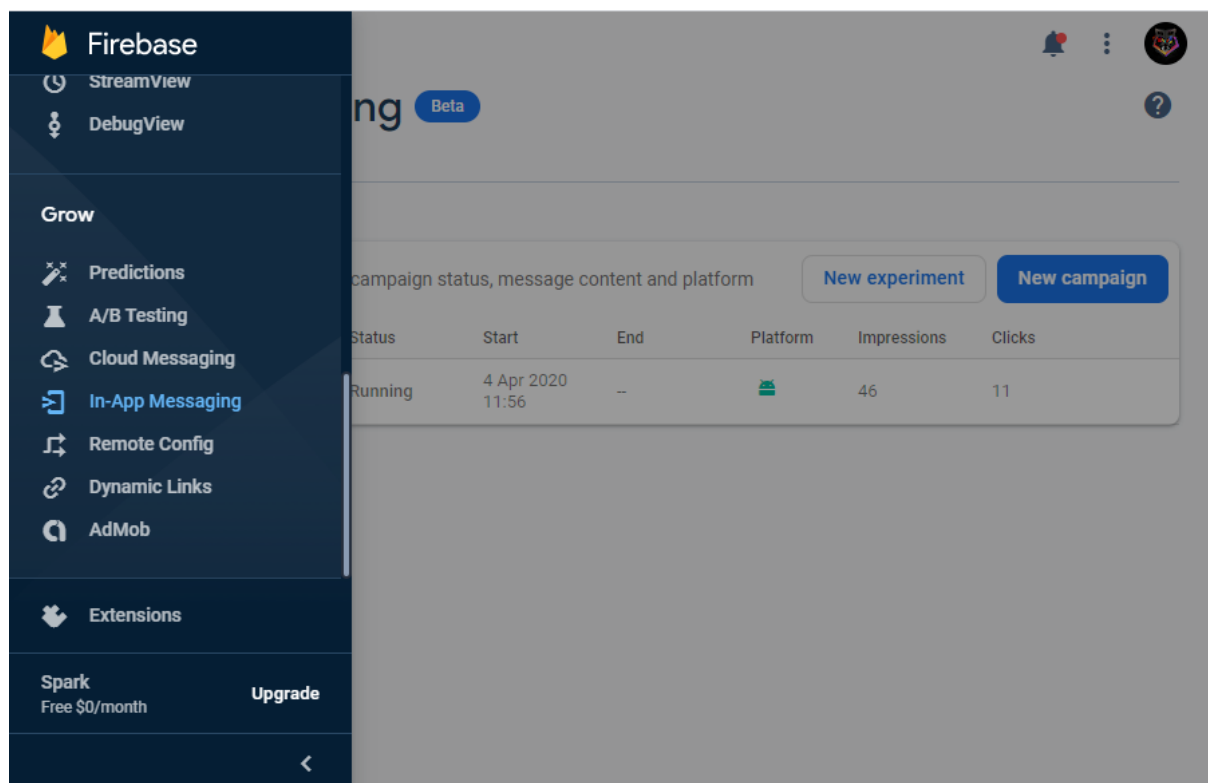 Firebase
StreamView
DebugView
Grow
Predictions
A/B Testing
Cloud Messaging
In-App Messaging
Remote Config
Dynamic Links
AdMob
Extensions
Spark
Free $0/month
Upgrade
ng Beta
campaign status, message content and platform New experiment New campaign
Status Start End Platform Impressions Clicks
Running 4 Apr 2020 11:56 -- 46 11